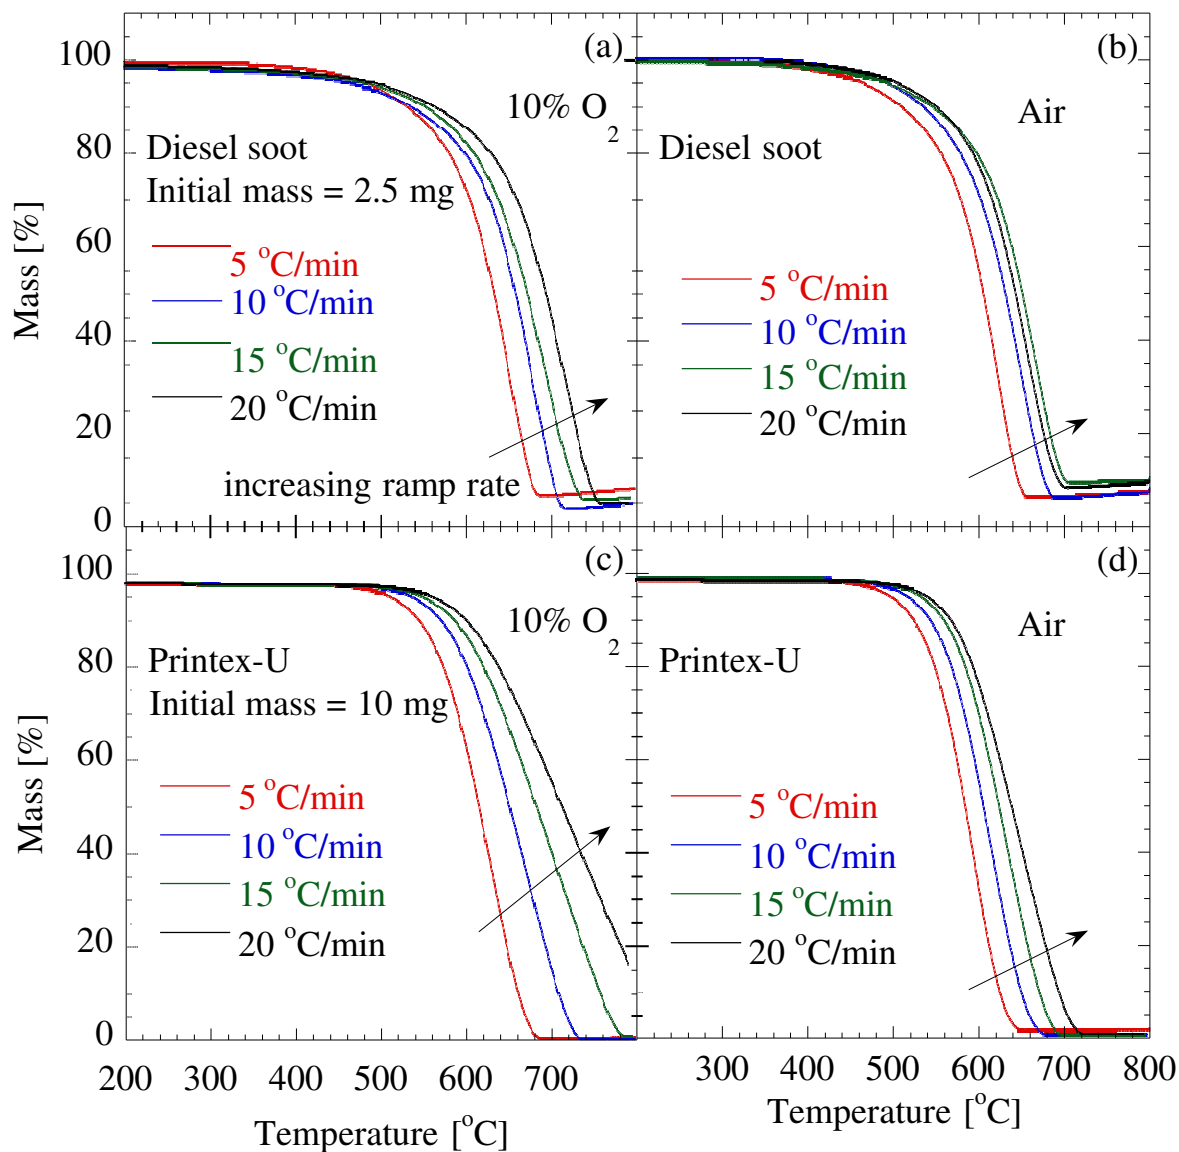 (a)
10% O2
Diesel soot
Initial mass = 2.5 mg
5 °C/min
10 °C/min
15 °C/min
20 °C/min
increasing ramp rate
Mass [%]
100
80
60
40
20
0
(b)
Air
Diesel soot
5 °C/min
10 °C/min
15 °C/min
20 °C/min
(c)
10% O2
Printex-U
Initial mass = 10 mg
5 °C/min
10 °C/min
15 °C/min
20 °C/min
Mass [%]
100
80
60
40
20
0
200 300 400 500 600 700
Temperature [°C]
(d)
Air
Printex-U
5 °C/min
10 °C/min
15 °C/min
20 °C/min
300 400 500 600 700 800
Temperature [°C]